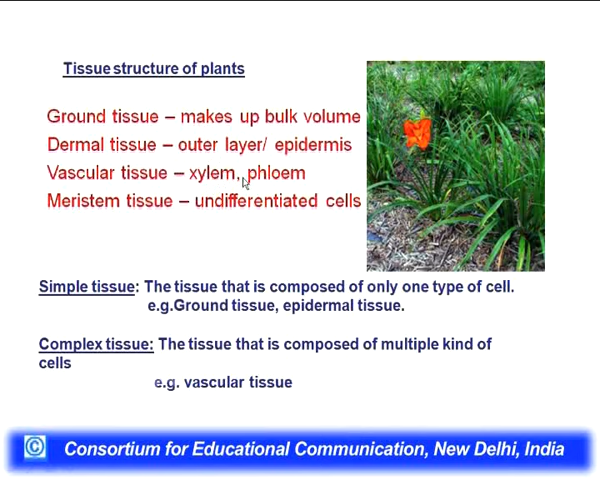 Tissue structure of plants
Ground tissue – makes up bulk volume
Dermal tissue – outer layer/ epidermis
Vascular tissue – xylem, phloem
Meristem tissue – undifferentiated cells
Simple tissue: The tissue that is composed of only one type of cell.
e.g.Ground tissue, epidermal tissue.
Complex tissue: The tissue that is composed of multiple kind of
cells
e.g. vascular tissue
© Consortium for Educational Communication, New Delhi, India